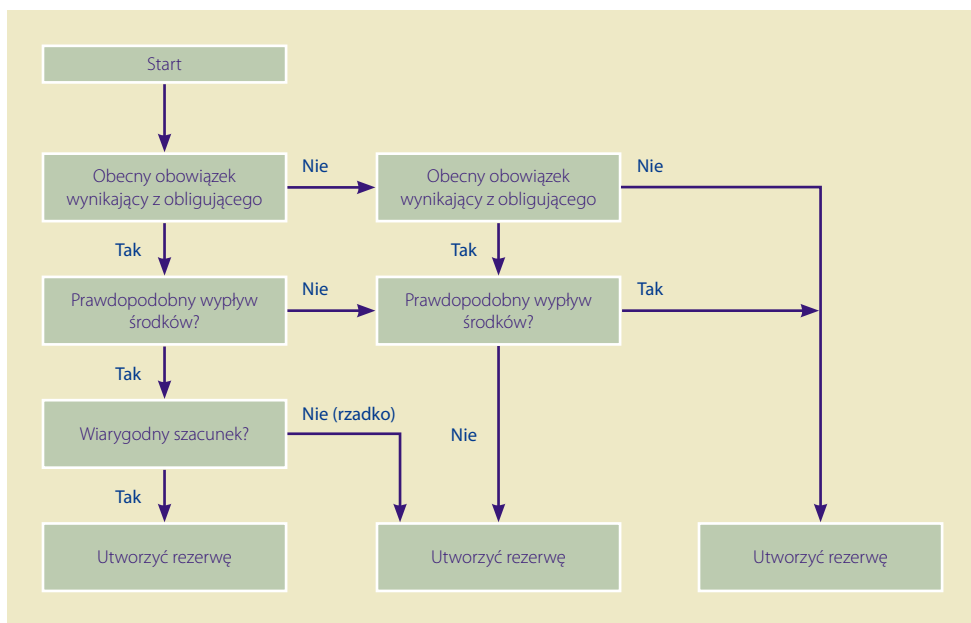 Start
Obecny obowiązek
wynikający z obligującego
Nie
Obecny obowiązek
wynikający z obligującego
Nie
Tak
Tak
Prawdopodobny wypływ
środków?
Nie
Prawdopodobny wypływ
środków?
Tak
Tak
Wiarygodny szacunek?
Nie (rzadko)
Nie
Tak
Utworzyć rezerwę
Utworzyć rezerwę
Utworzyć rezerwę